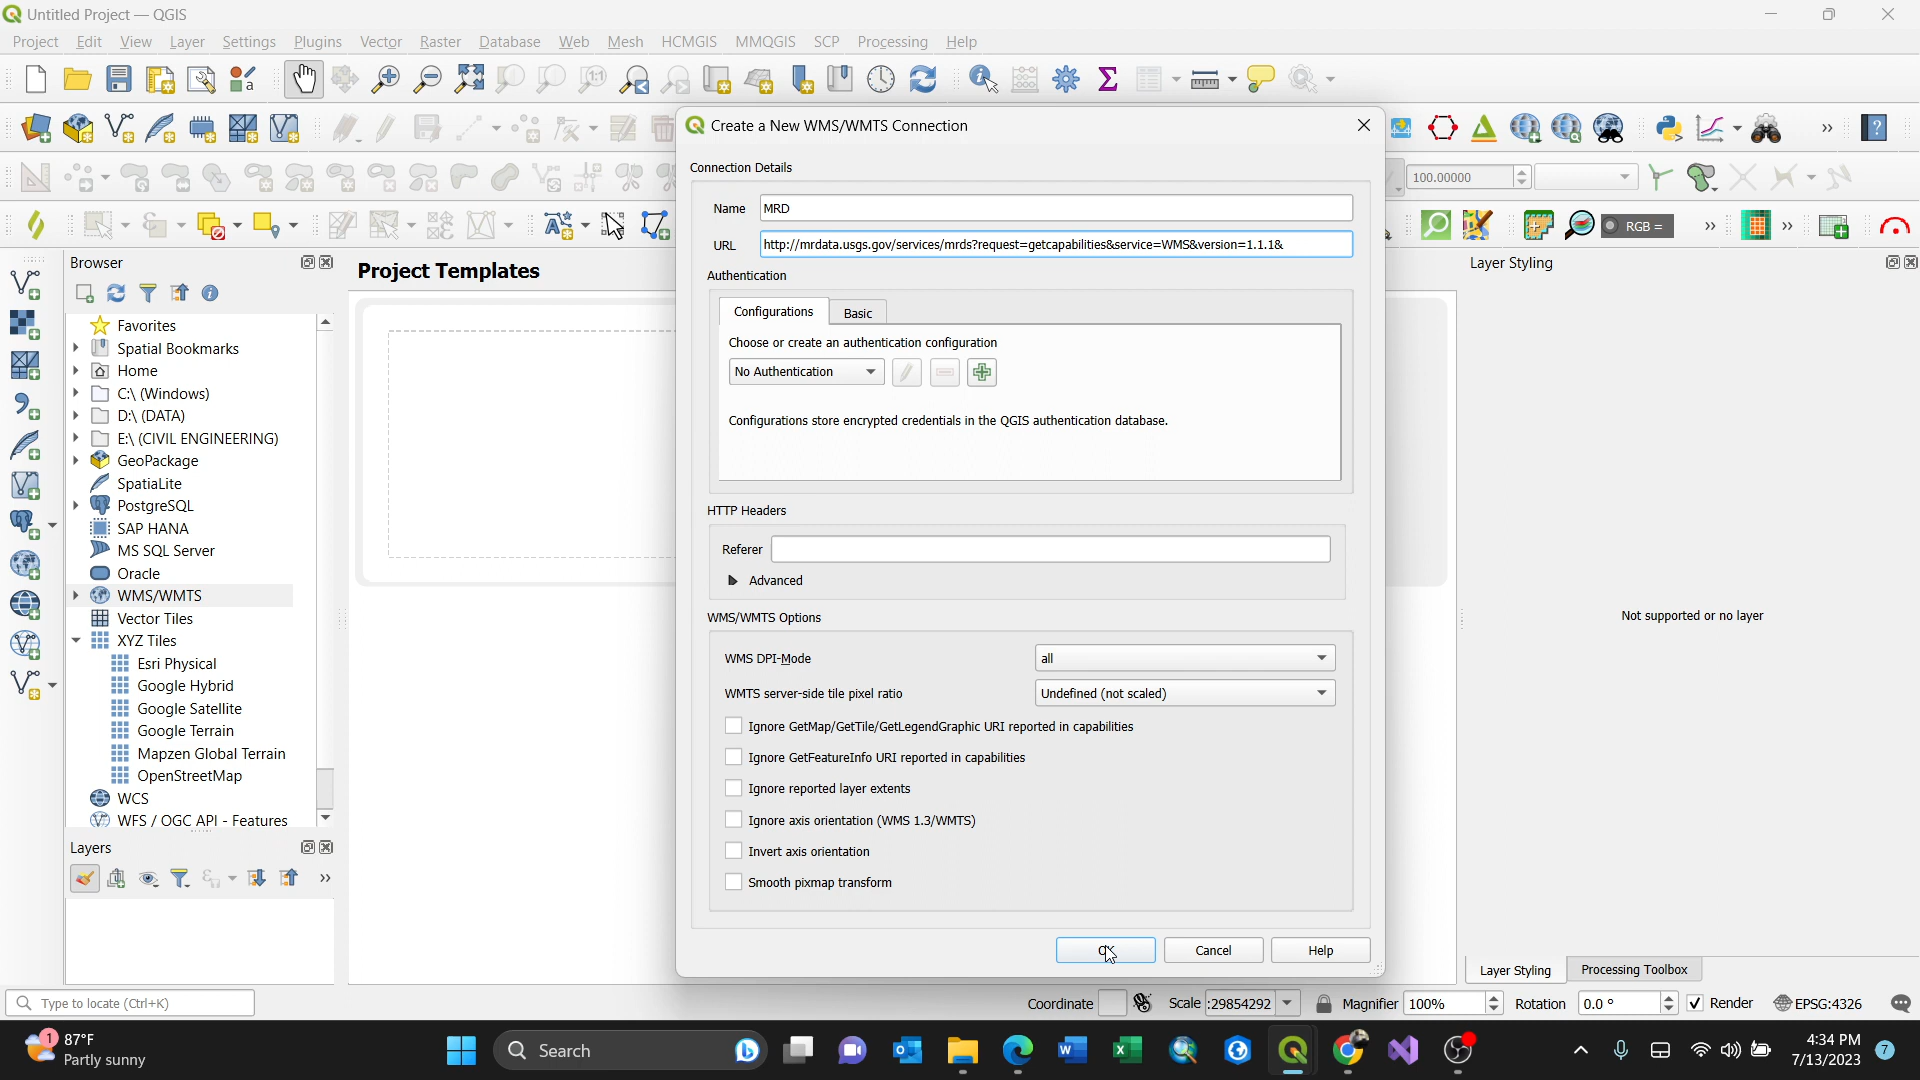 Untitled Project — QGIS
Project Edit View Layer Settings Plugins Vector Raster Database Web Mesh HCMGIS MMQGIS SCP Processing Help
Create a New WMS/WMTS Connection
Connection Details
100.00000
Name MRD
URL http://mrdata.usgs.gov/services/mrds?request=getcapabilities&service=WMS&version=1.1.1&
RGB =
Browser
Project Templates
Layer Styling
Authentication
Configurations Basic
Choose or create an authentication configuration
No Authentication
Configurations store encrypted credentials in the QGIS authentication database.
Favorites
Spatial Bookmarks
Home
C:\ (Windows)
D:\ (DATA)
E:\ (CIVIL ENGINEERING)
GeoPackage
SpatiaLite
PostgreSQL
SAP HANA
MS SQL Server
Oracle
WMS/WMTS
Vector Tiles
XYZ Tiles
Esri Physical
Google Hybrid
Google Satellite
Google Terrain
Mapzen Global Terrain
OpenStreetMap
WCS
WFS / OGC API - Features
HTTP Headers
Referer
Advanced
WMS/WMTS Options
WMS DPI-Mode all
WMTS server-side tile pixel ratio Undefined (not scaled)
Ignore GetMap/GetTile/GetLegendGraphic URI reported in capabilities
Ignore GetFeatureInfo URI reported in capabilities
Ignore reported layer extents
Ignore axis orientation (WMS 1.3/WMTS)
Invert axis orientation
Smooth pixmap transform
OK Cancel Help
Not supported or no layer
Layers
Layer Styling Processing Toolbox
Type to locate (Ctrl+K)
Coordinate Scale :29854292 Magnifier 100% Rotation 0.0 ° Render EPSG:4326
1 87°F
Partly sunny
Search
4:34 PM
7/13/2023
7